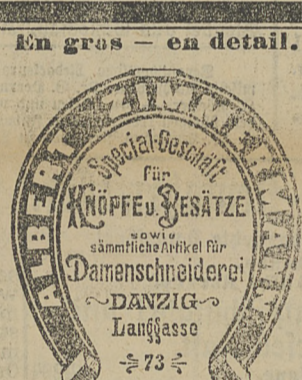 En gros — en detail.
ALBERT ZIMMERMANN
Special-Geschäft
für
KNÖPFE u. BESÄTZE
sowie
sämmtliche Artikel für
Damenschneiderei
~DANZIG~
Langgasse
73